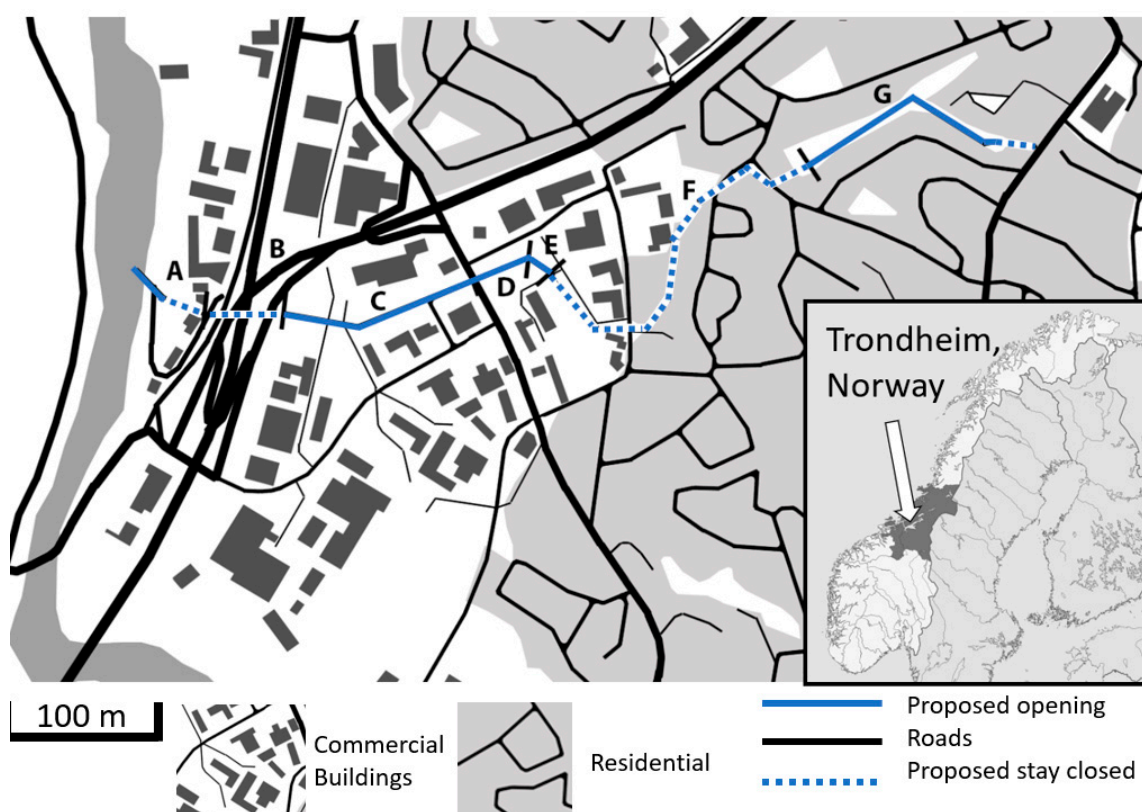 A
B
C
D
E
F
G
Trondheim,
Norway
100 m
Commercial
Buildings
Residential
Proposed opening
Roads
Proposed stay closed